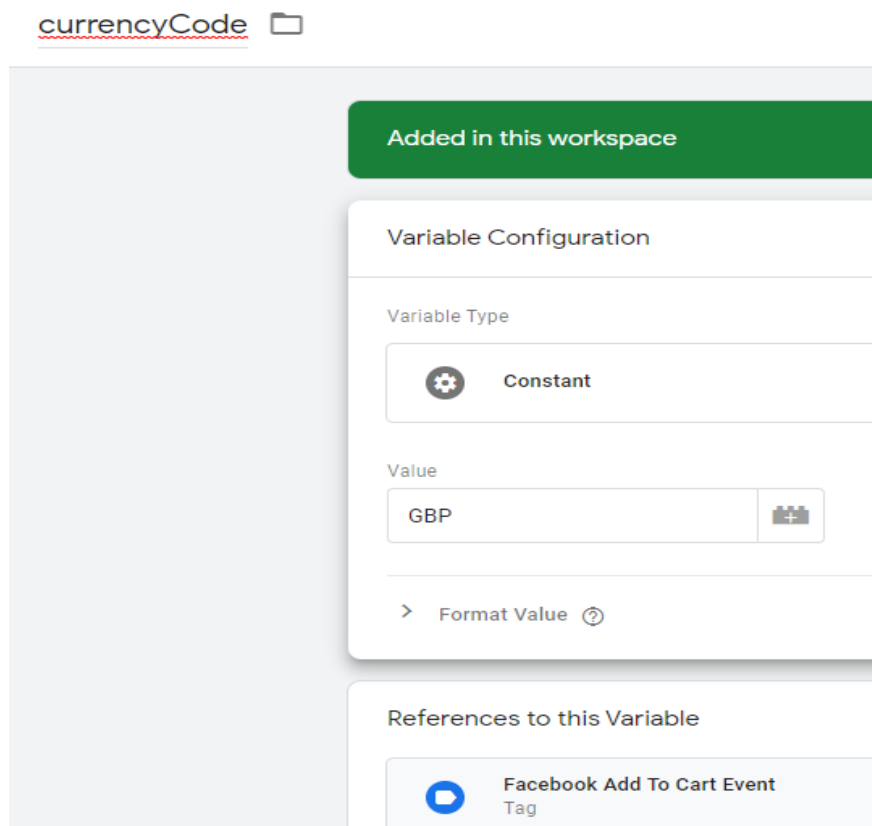 currencyCode
Added in this workspace
Variable Configuration
Variable Type
Constant
Value
GBP
Format Value
References to this Variable
Facebook Add To Cart Event
Tag